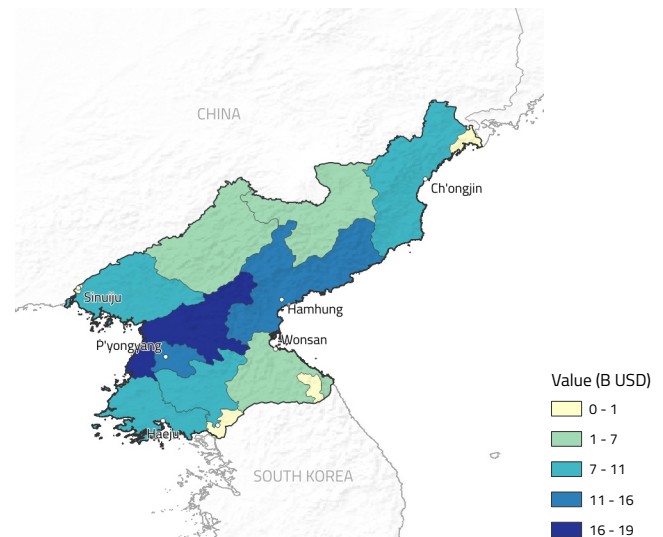 CHINA
Ch'ongjin
Sinuiju
Hamhung
P'yongyang
Wonsan
Haeju
SOUTH KOREA
Value (B USD)
0 - 1
1 - 7
7 - 11
11 - 16
16 - 19